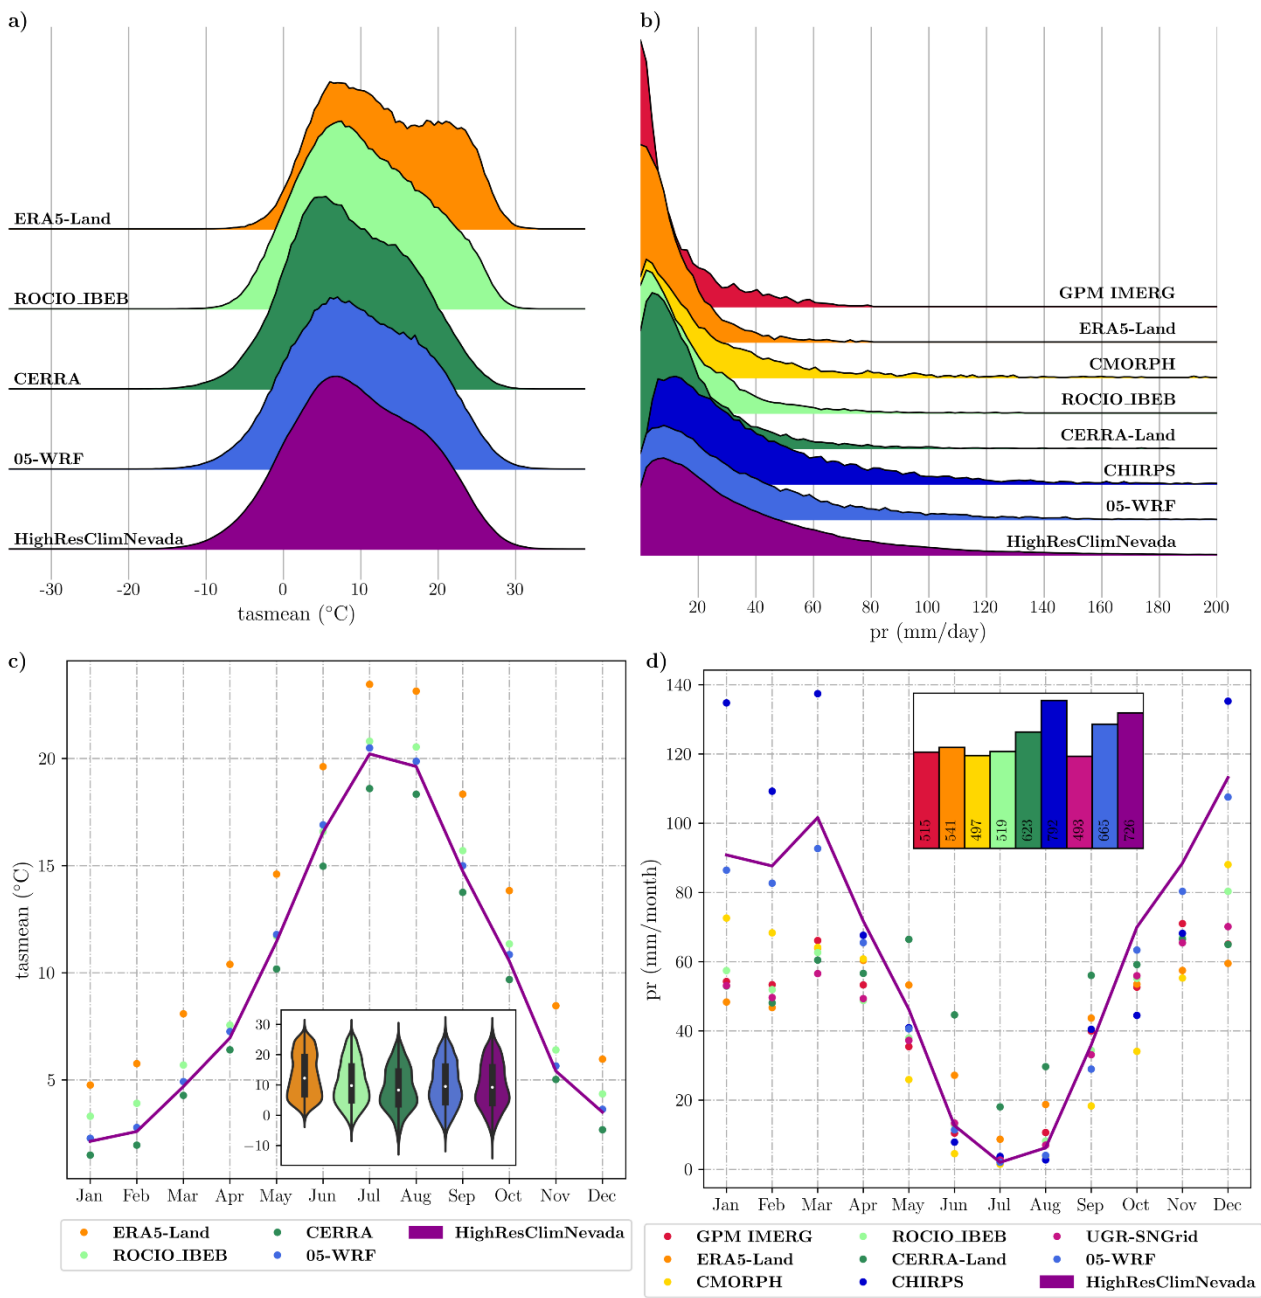 a)
ERA5-Land
ROCIO_IBEB
CERRA
05-WRF
HighResClimNevada
-30 -20 -10 0 10 20 30
tasmean (°C)
b)
GPM IMERG
ERA5-Land
CMORPH
ROCIO_IBEB
CERRA-Land
CHIRPS
05-WRF
HighResClimNevada
20 40 60 80 100 120 140 160 180 200
pr (mm/day)
c)
tasmean (°C)
20
15
10
5
30
20
10
0
−10
Jan Feb Mar Apr May Jun Jul Aug Sep Oct Nov Dec
ERA5-Land CERRA HighResClimNevada
ROCIO_IBEB 05-WRF
d)
pr (mm/month)
140
120
100
80
60
40
20
0
515 541 497 519 623 792 493 665 726
Jan Feb Mar Apr May Jun Jul Aug Sep Oct Nov Dec
GPM IMERG ROCIO_IBEB UGR-SNGrid
ERA5-Land CERRA-Land 05-WRF
CMORPH CHIRPS HighResClimNevada